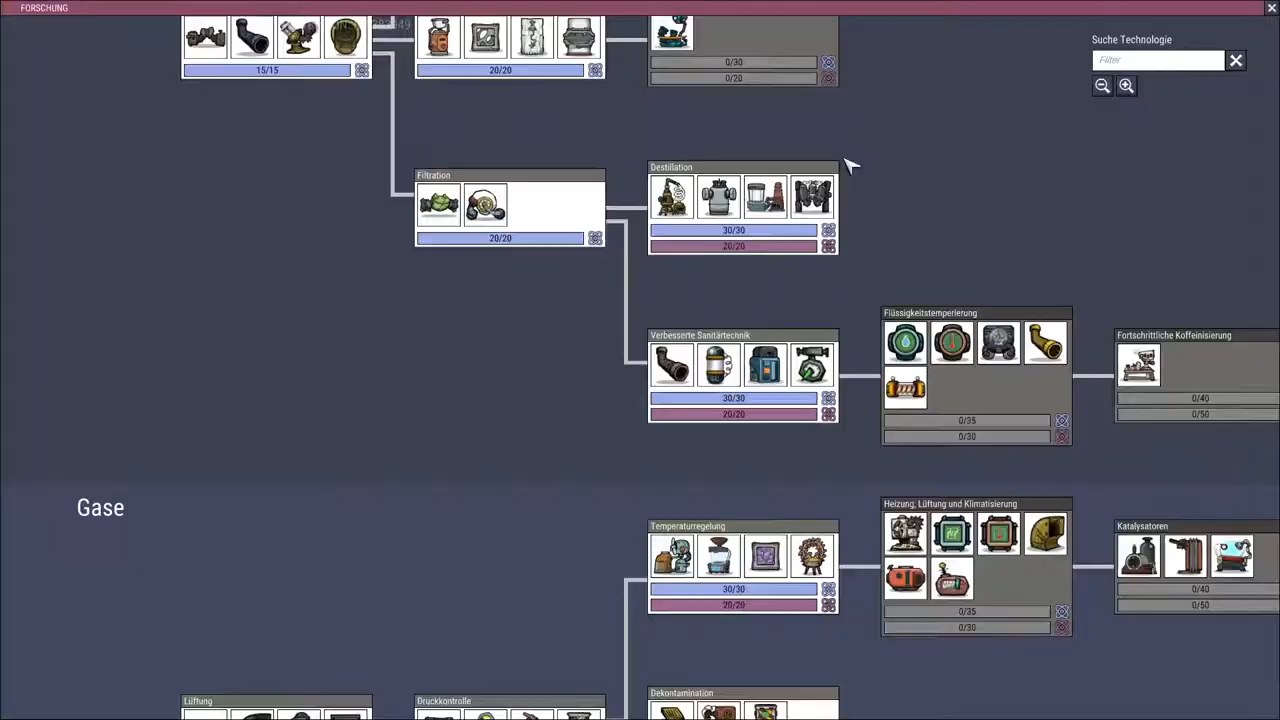 FORSCHUNG
Suche Technologie
Filter
15/15
20/20
0/30
0/20
Filtration
20/20
Destillation
30/30
20/20
Verbesserte Sanitärtechnik
30/30
20/20
Flüssigkeitstemperierung
0/35
0/30
Fortschrittliche Koffeinisierung
0/40
0/50
Gase
Temperaturregelung
30/30
20/20
Heizung, Lüftung und Klimatisierung
0/35
0/30
Katalysatoren
0/40
0/50
Lüftung
Druckkontrolle
Dekontamination